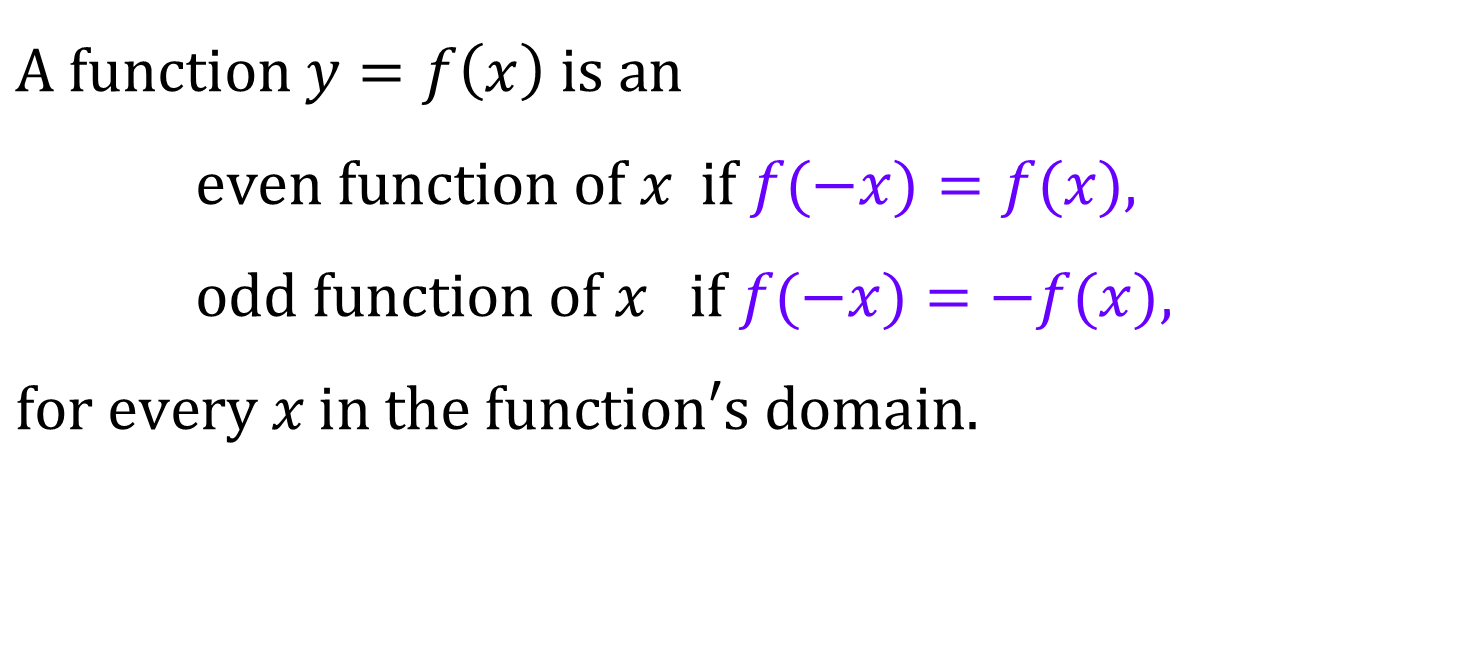 A function y = f(x) is an
even function of x if f(−x) = f(x),
odd function of x if f(−x) = −f(x),
for every x in the function′s domain.